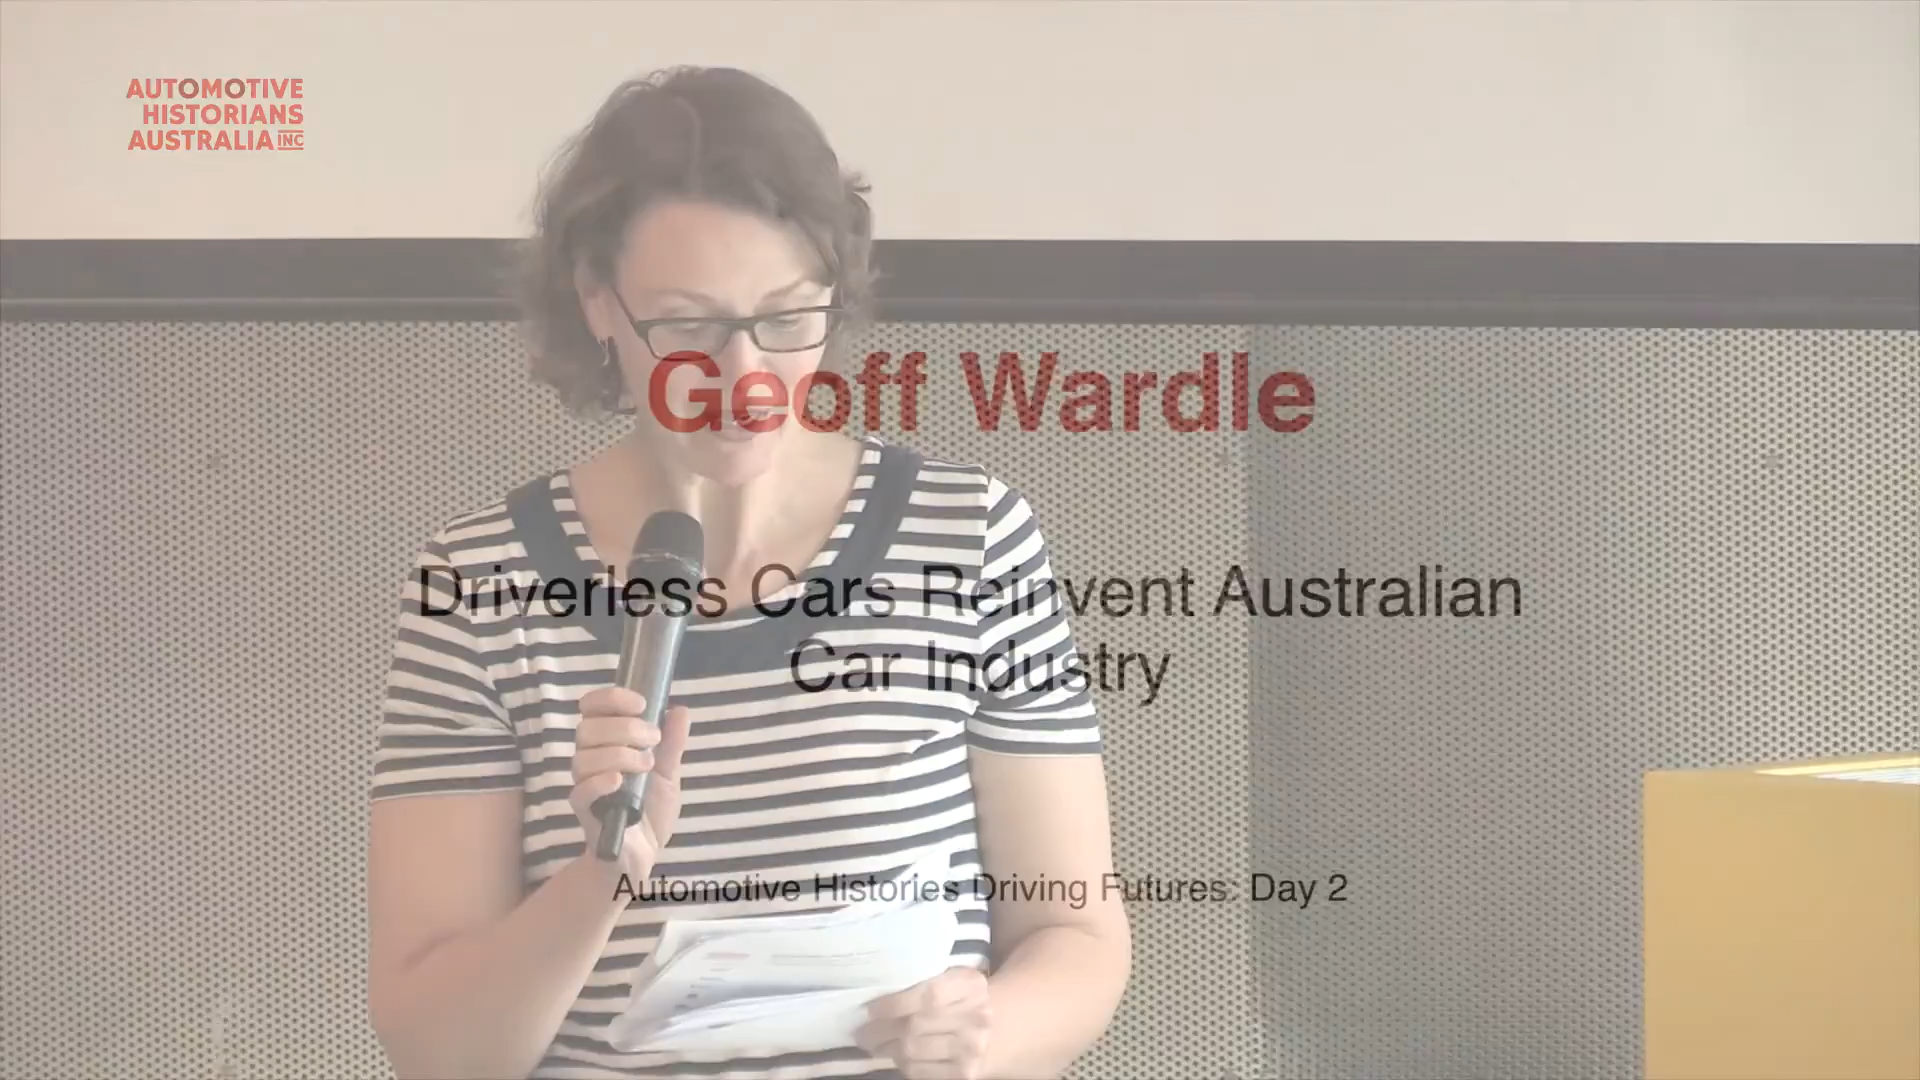 AUTOMOTIVE
HISTORIANS
AUSTRALIA INC
Geoff Wardle
Driverless Cars Reinvent Australian
Car Industry
Automotive Histories Driving Futures: Day 2